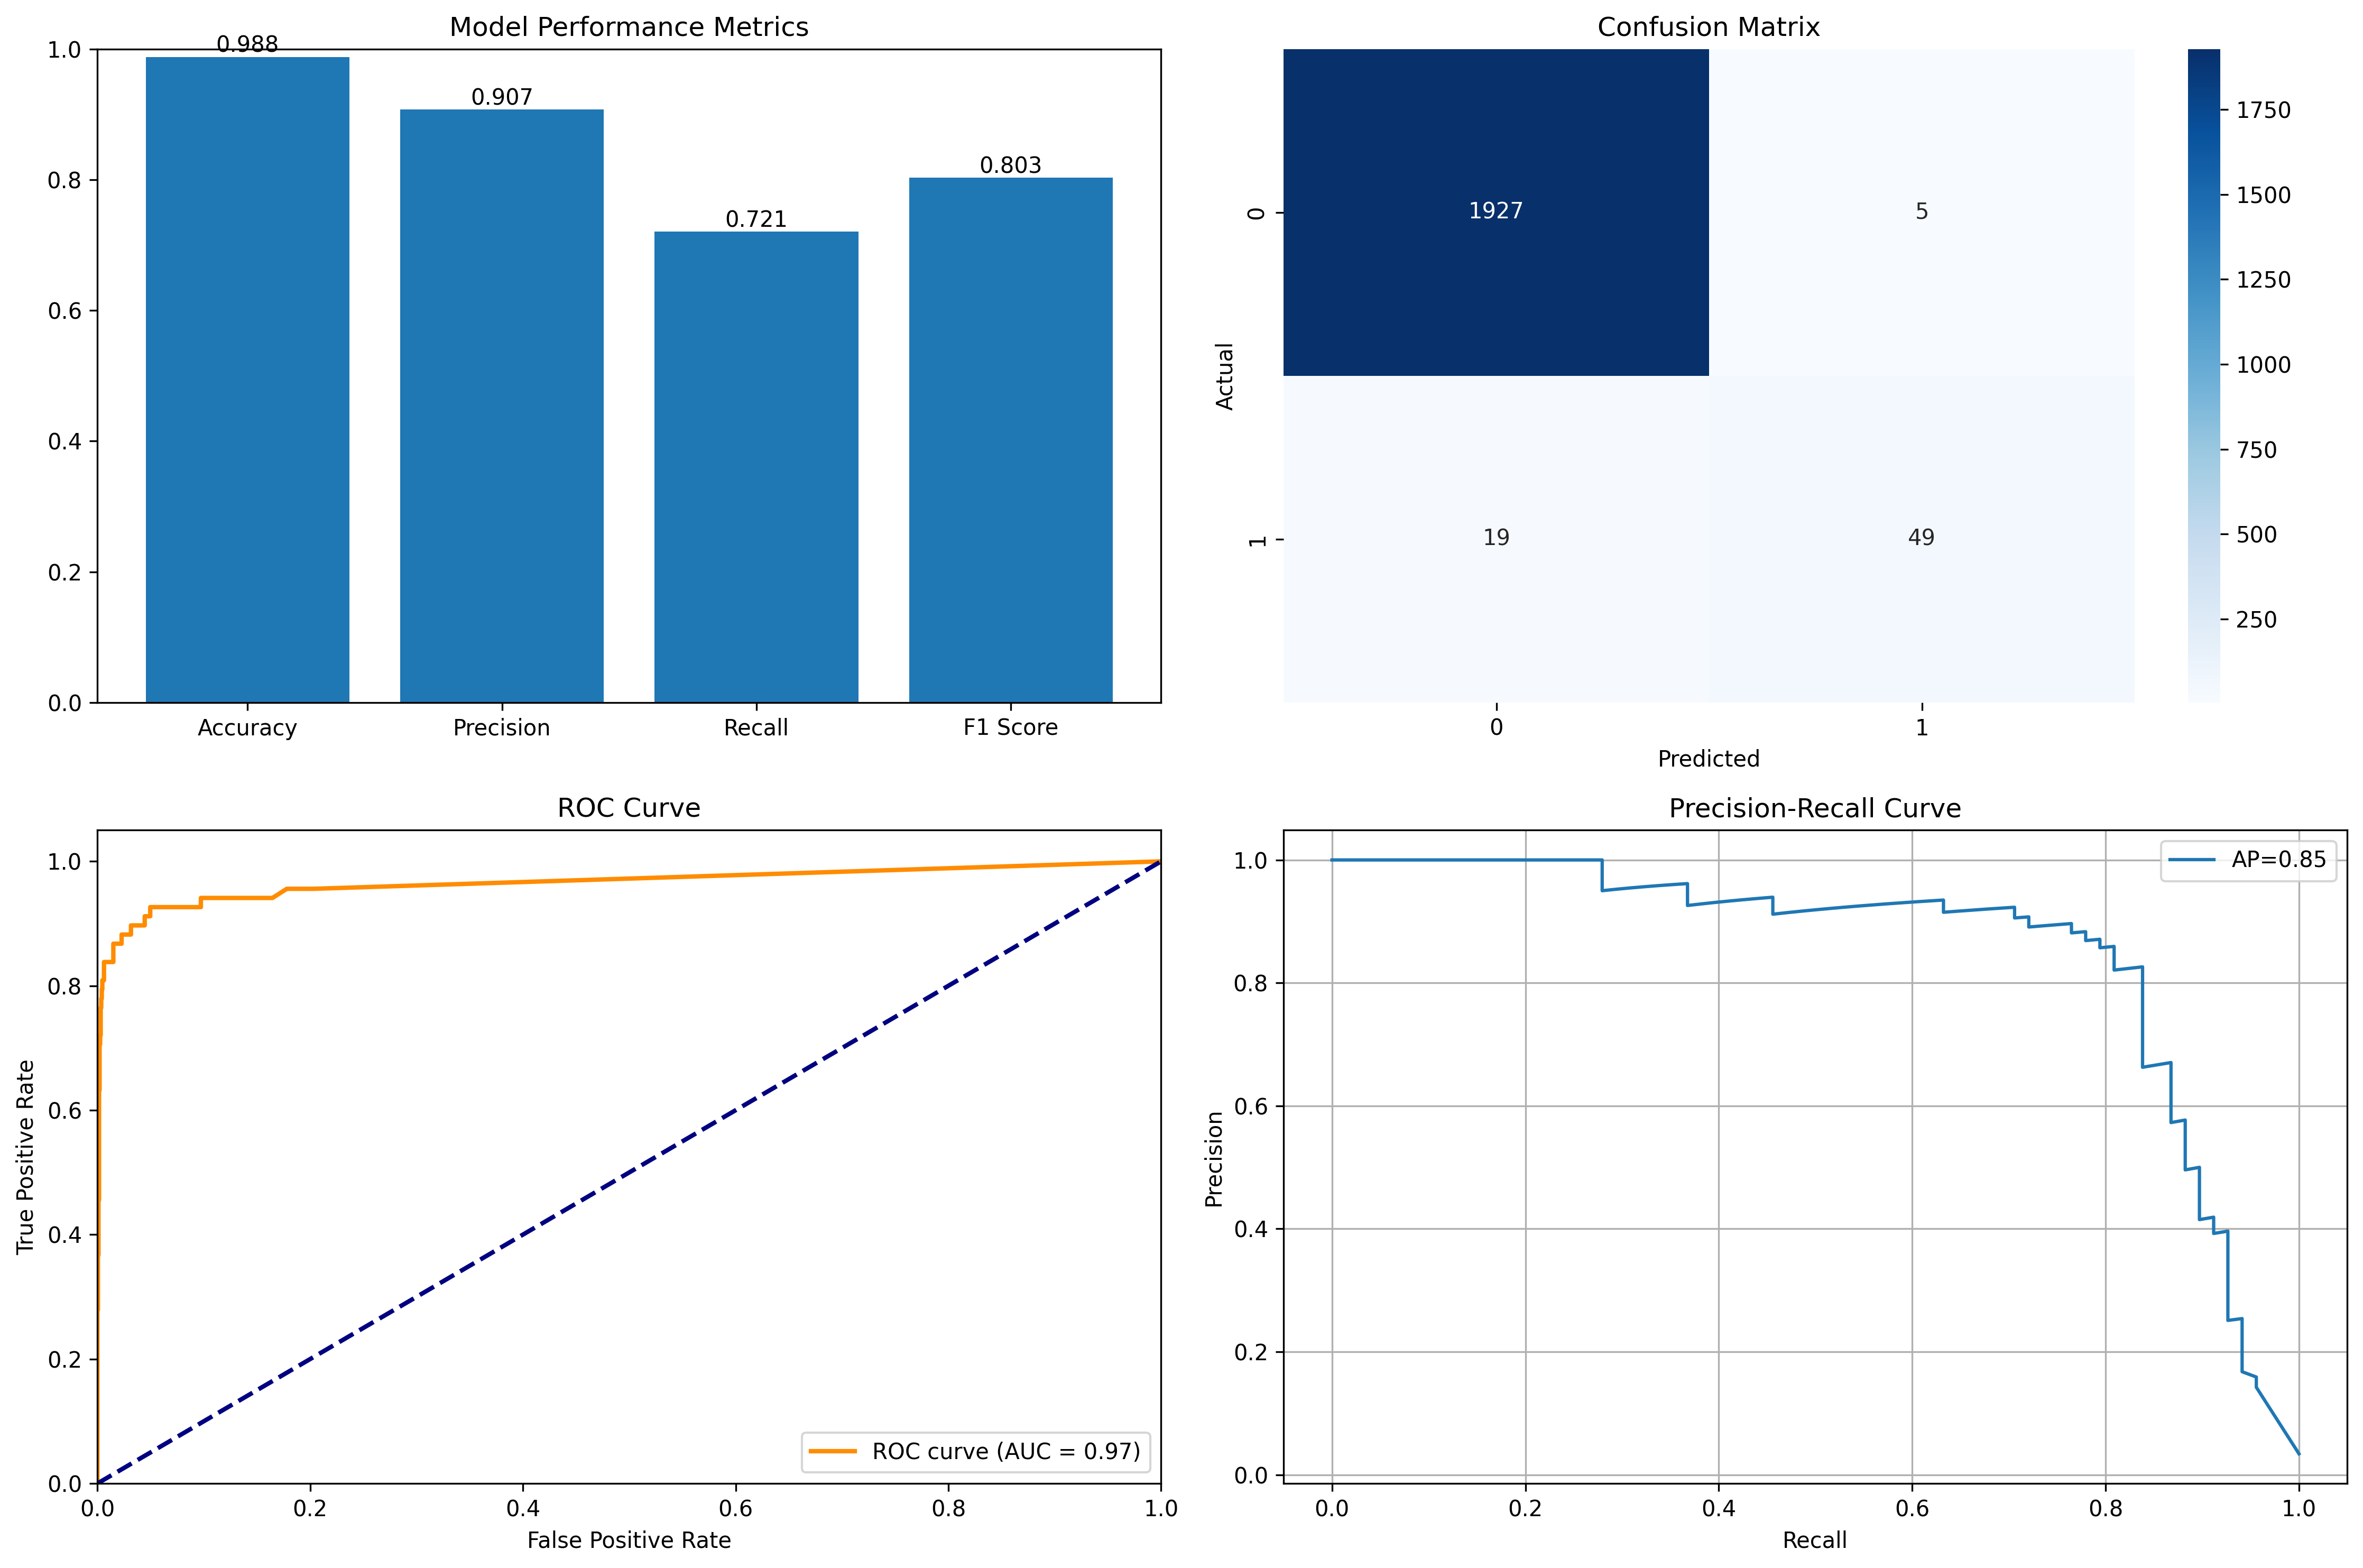 Model Performance Metrics
1.0
0.8
0.6
0.4
0.2
0.0
0.988
0.907
0.721
0.803
Accuracy Precision Recall F1 Score
Confusion Matrix
Actual
0
1
1927 5
19 49
0 1
Predicted
1750
1500
1250
1000
750
500
250
ROC Curve
True Positive Rate
1.0
0.8
0.6
0.4
0.2
0.0
ROC curve (AUC = 0.97)
0.0 0.2 0.4 0.6 0.8 1.0
False Positive Rate
Precision-Recall Curve
Precision
1.0
0.8
0.6
0.4
0.2
0.0
AP=0.85
0.0 0.2 0.4 0.6 0.8 1.0
Recall